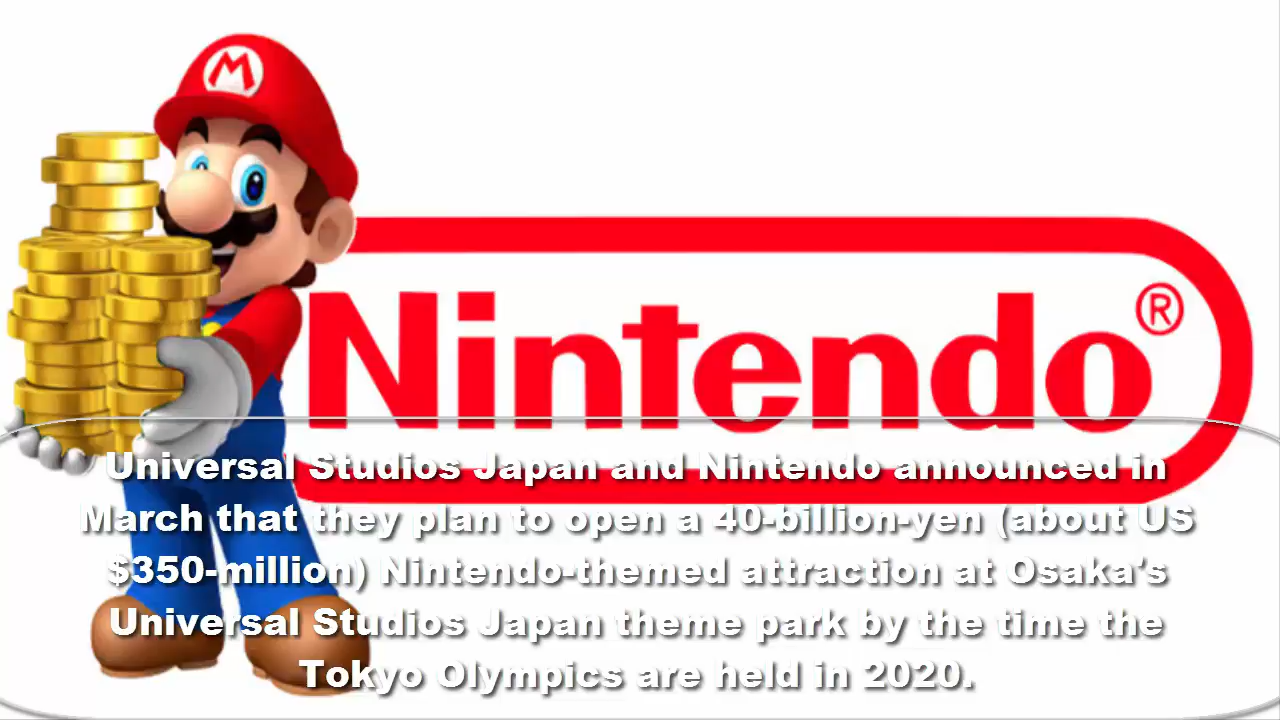 M
Nintendo®
Universal Studios Japan and Nintendo announced in
March that they plan to open a 40-billion-yen (about US
$350-million) Nintendo-themed attraction at Osaka's
Universal Studios Japan theme park by the time the
Tokyo Olympics are held in 2020.